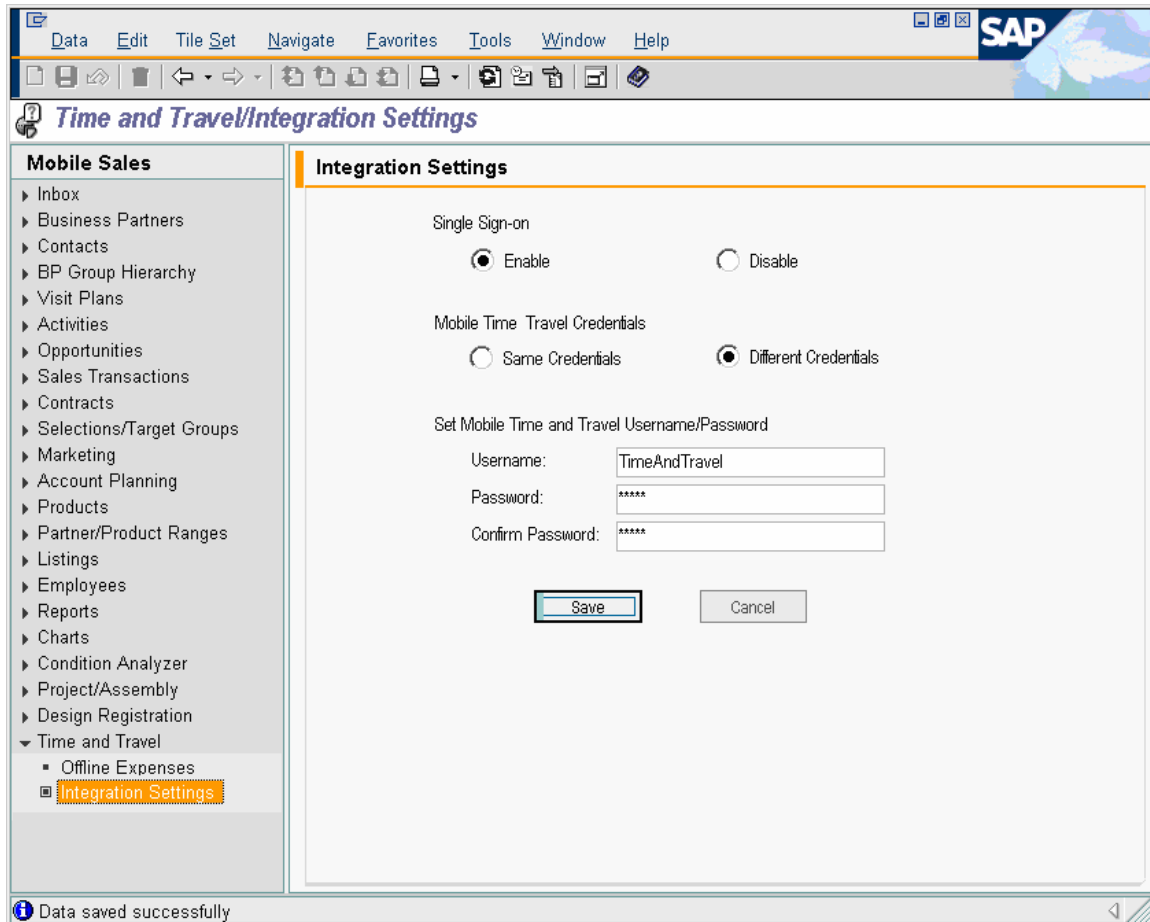 Data Edit Tile Set Navigate Favorites Tools Window Help
SAP
Time and Travel/Integration Settings
Mobile Sales
Inbox
Business Partners
Contacts
BP Group Hierarchy
Visit Plans
Activities
Opportunities
Sales Transactions
Contracts
Selections/Target Groups
Marketing
Account Planning
Products
Partner/Product Ranges
Listings
Employees
Reports
Charts
Condition Analyzer
Project/Assembly
Design Registration
Time and Travel
Offline Expenses
Integration Settings
Integration Settings
Single Sign-on
Enable Disable
Mobile Time Travel Credentials
Same Credentials Different Credentials
Set Mobile Time and Travel Username/Password
Username: TimeAndTravel
Password: *****
Confirm Password: *****
Save Cancel
Data saved successfully